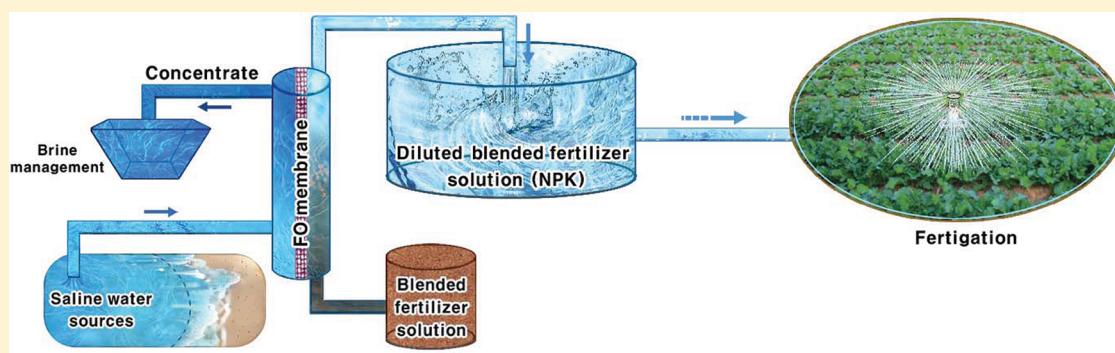 Concentrate
Brine
management
FO membrane
Saline water
sources
Blended
fertilizer
solution
Diluted blended fertilizer
solution (NPK)
Fertigation